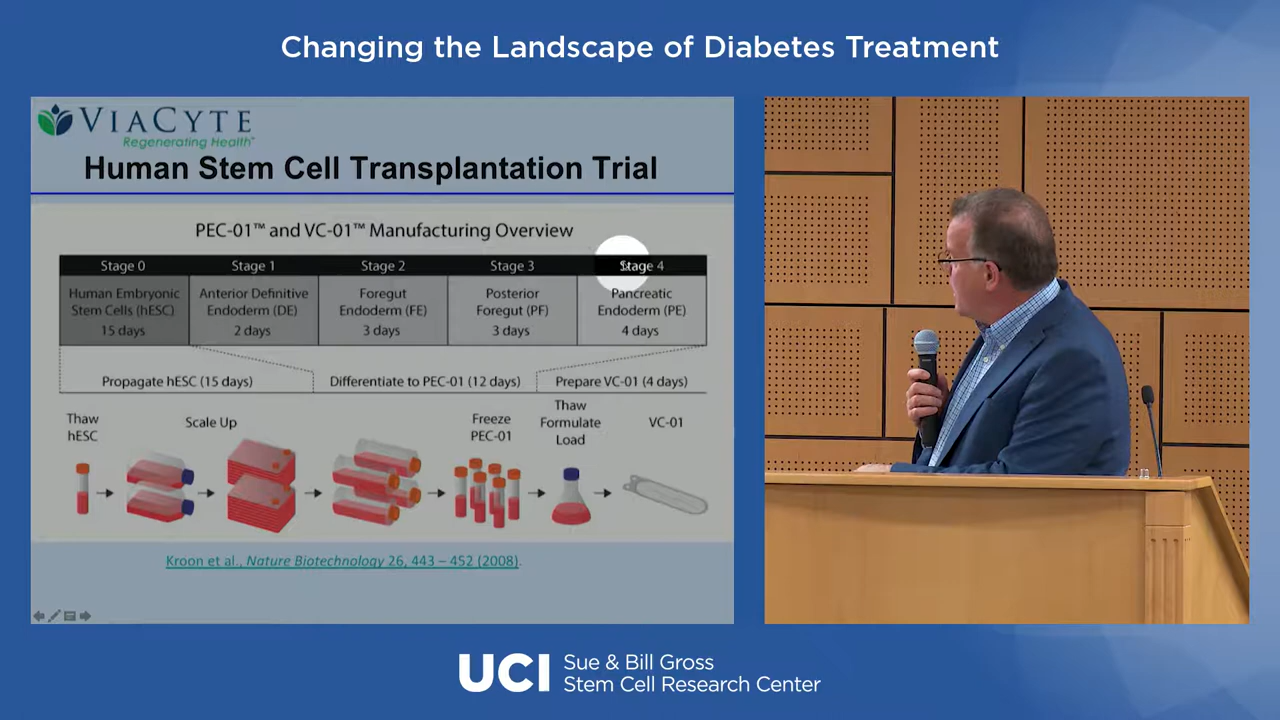 Changing the Landscape of Diabetes Treatment
VIACYTE
Regenerating Health™
Human Stem Cell Transplantation Trial
PEC-01™ and VC-01™ Manufacturing Overview
Stage 0 Stage 1 Stage 2 Stage 3 Stage 4
Human Embryonic Stem Cells (hESC) 15 days
Anterior Definitive Endoderm (DE) 2 days
Foregut Endoderm (FE) 3 days
Posterior Foregut (PF) 3 days
Pancreatic Endoderm (PE) 4 days
Propagate hESC (15 days) Differentiate to PEC-01 (12 days) Prepare VC-01 (4 days)
Thaw hESC
Scale Up
Freeze PEC-01
Thaw Formulate Load
VC-01
Kroon et al., Nature Biotechnology 26, 443 – 452 (2008).
UCI Sue & Bill Gross
Stem Cell Research Center